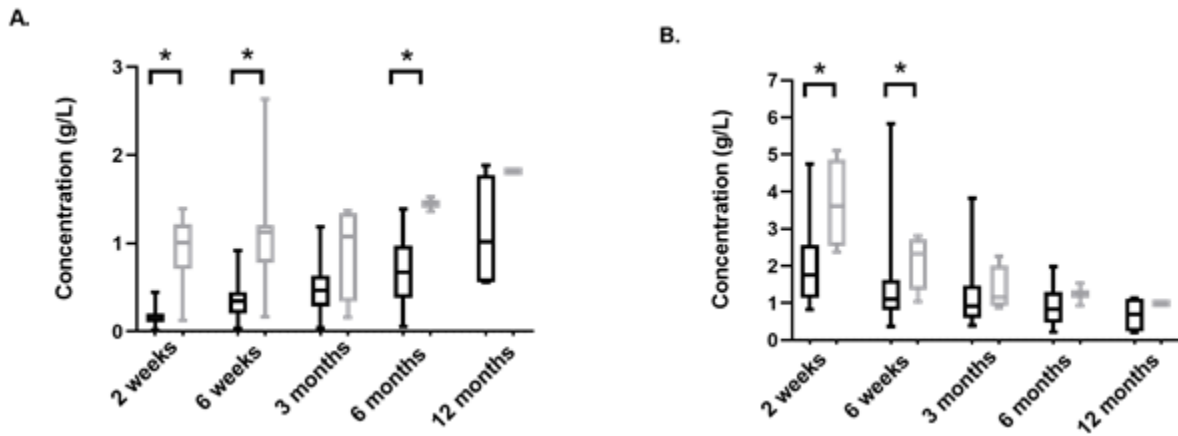 A.
* * *
Concentration (g/L)
3
2
1
0
2 weeks
6 weeks
3 months
6 months
12 months
B.
* *
Concentration (g/L)
7
6
5
4
3
2
1
0
2 weeks
6 weeks
3 months
6 months
12 months